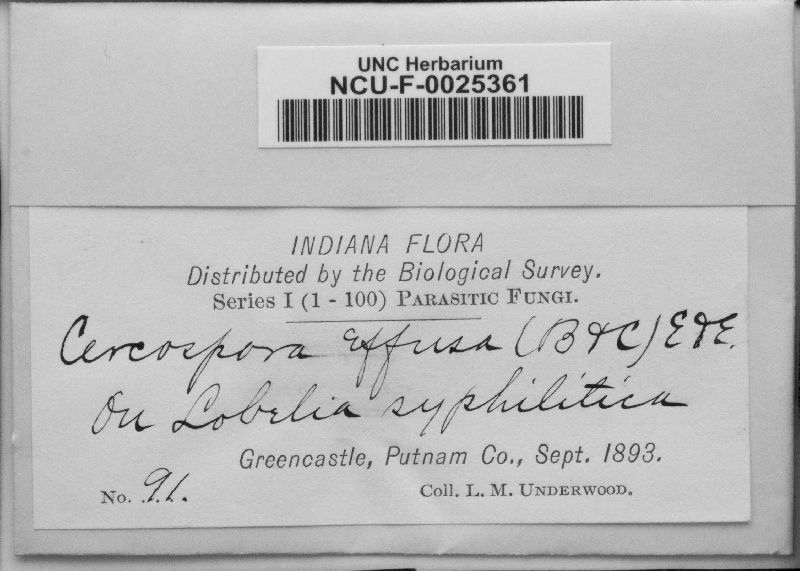 UNC Herbarium
NCU-F-0025361
INDIANA FLORA
Distributed by the Biological Survey.
Series I (1 - 100) PARASITIC FUNGI.
Cercospora effusa (B & C) E & E.
On Lobelia syphilitica
Greencastle, Putnam Co., Sept. 1893.
No. 91.
Coll. L. M. UNDERWOOD.